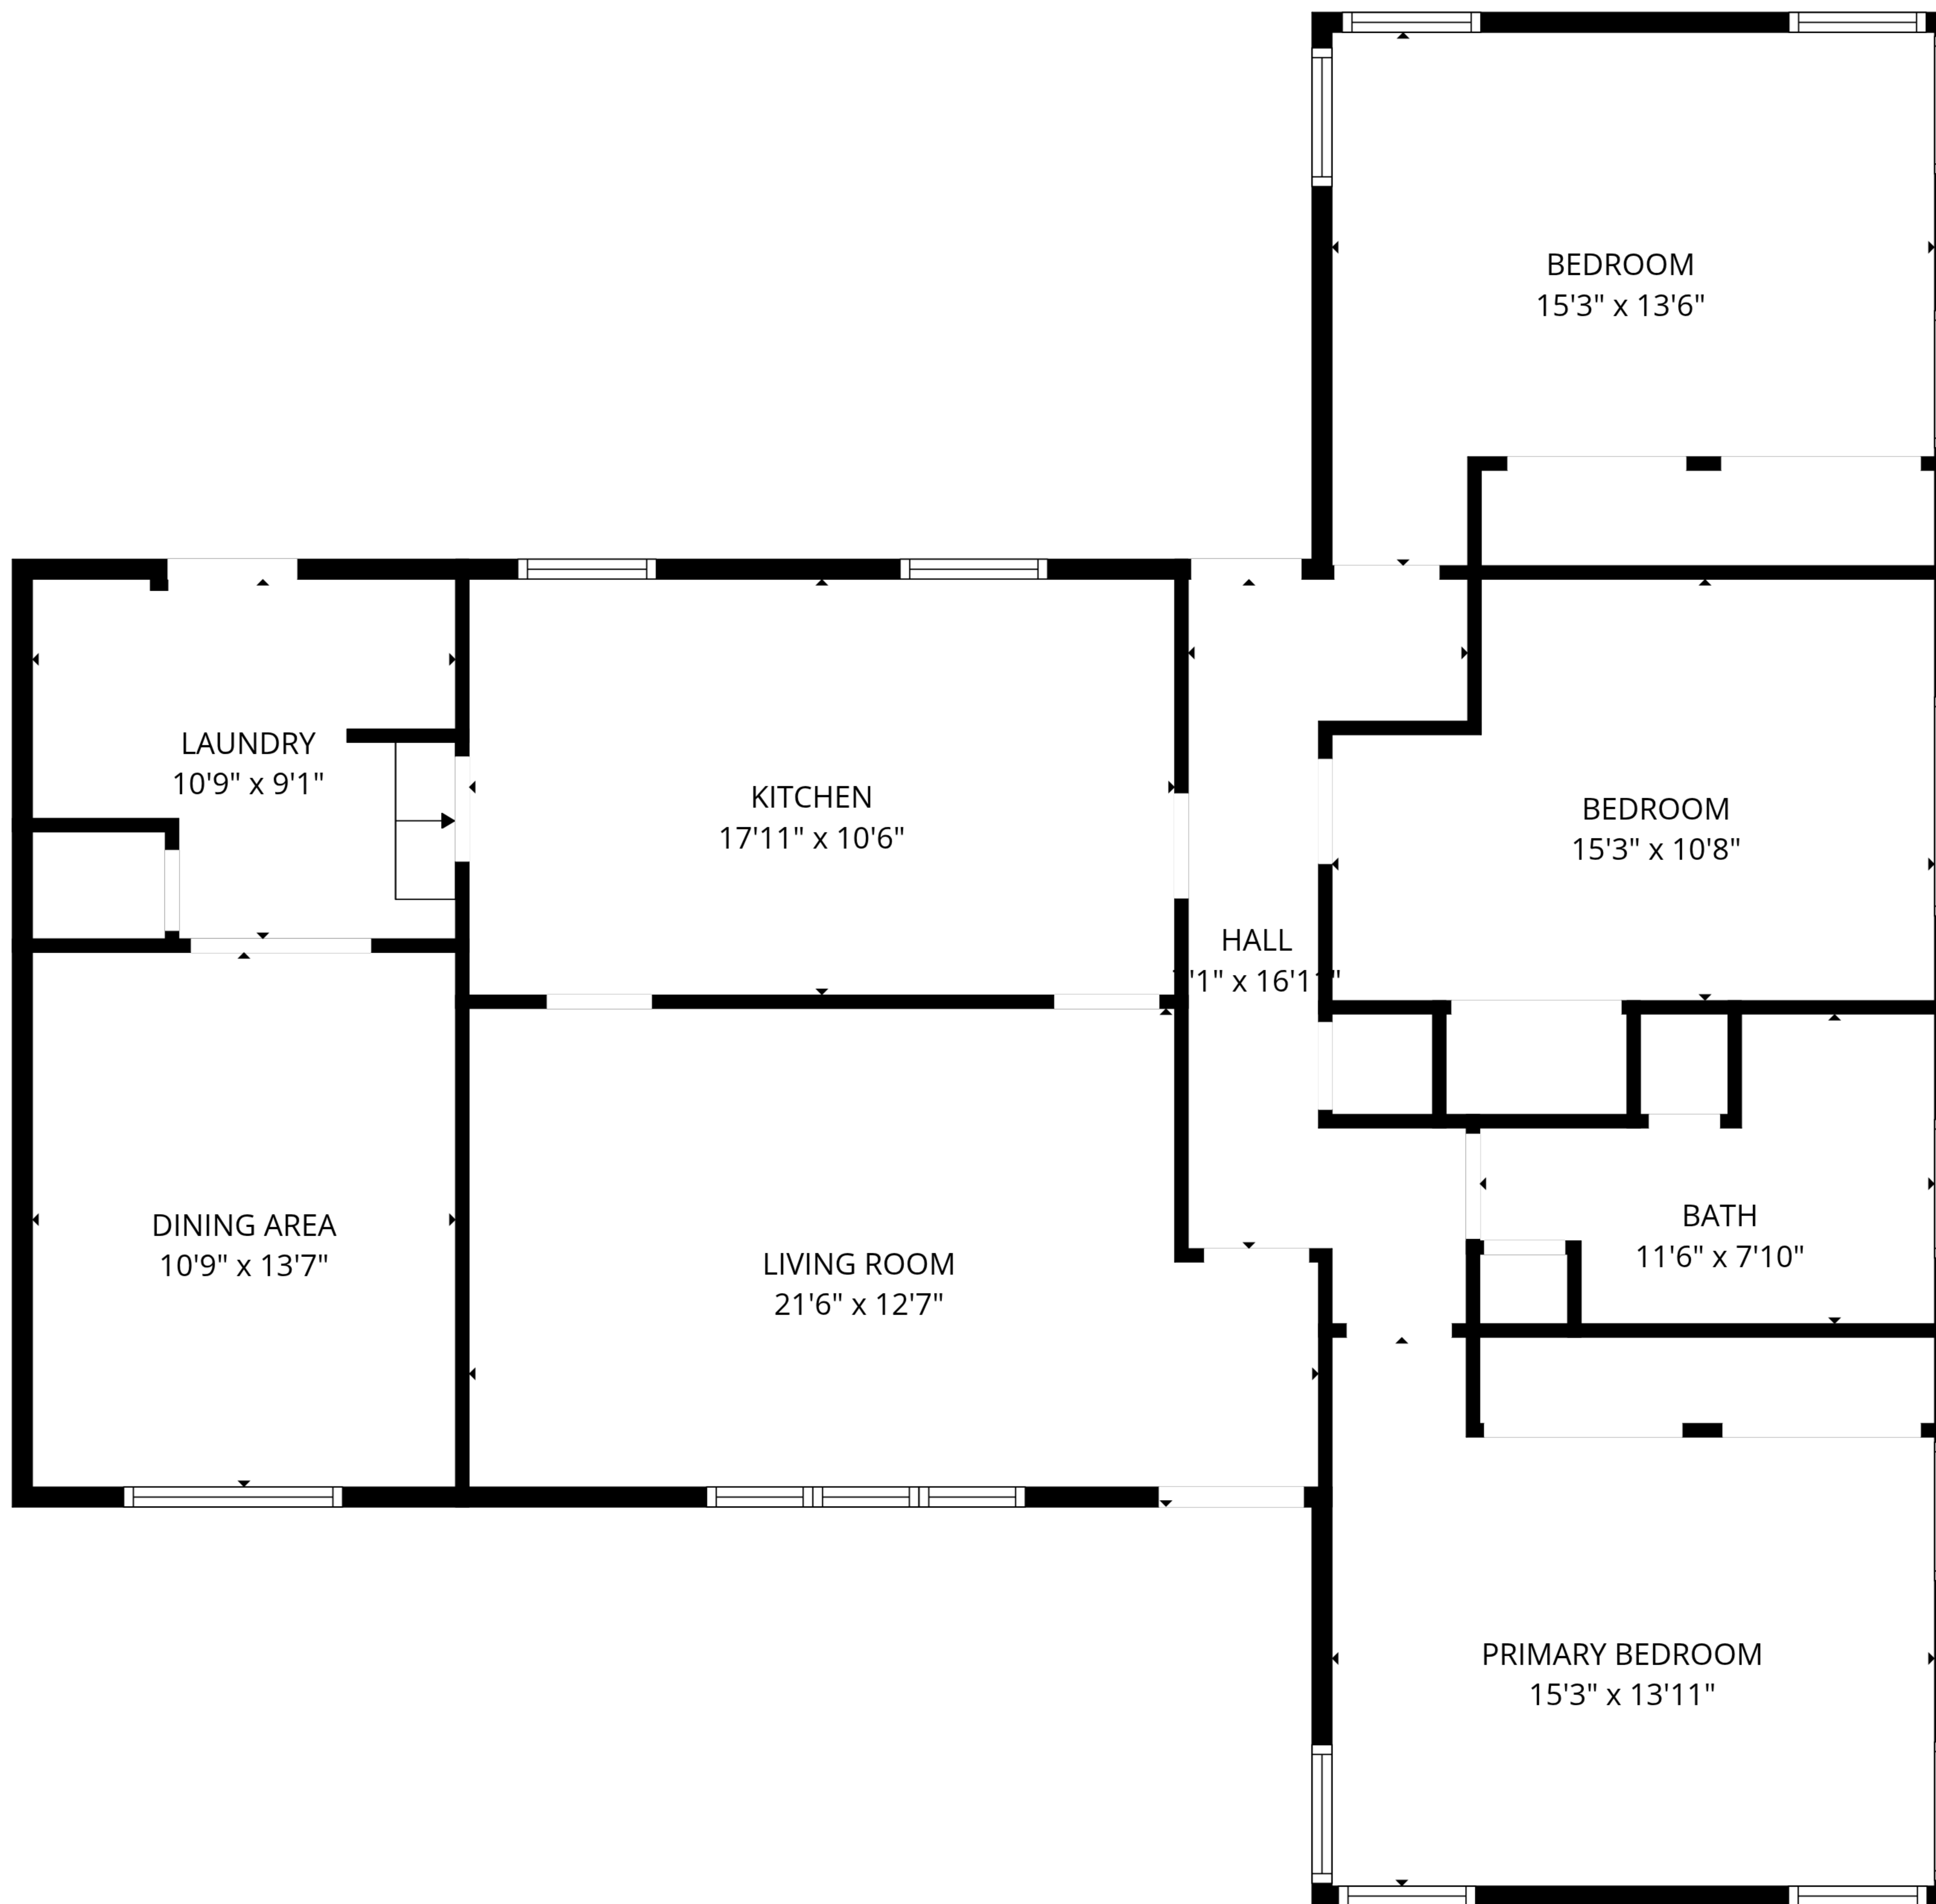 BEDROOM
15'3" x 13'6"
LAUNDRY
10'9" x 9'1"
KITCHEN
17'11" x 10'6"
BEDROOM
15'3" x 10'8"
HALL
BATH
11'6" x 7'10"
DINING AREA
10'9" x 13'7"
LIVING ROOM
21'6" x 12'7"
PRIMARY BEDROOM
15'3" x 13'11"